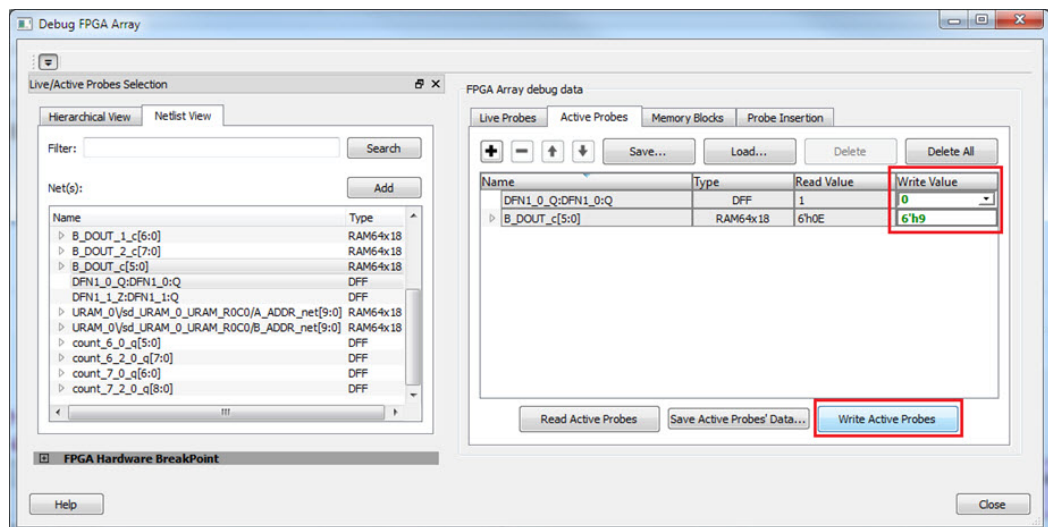 Debug FPGA Array
Live/Active Probes Selection
Hierarchical View Netlist View
Filter: Search
Net(s): Add
Name Type
B_DOUT_1_c[6:0] RAM64x18
B_DOUT_2_c[7:0] RAM64x18
B_DOUT_c[5:0] RAM64x18
DFN1_0_Q:DFN1_0:Q DFF
DFN1_1_Z:DFN1_1:Q DFF
URAM_0\/sd_URAM_0_URAM_R0C0/A_ADDR_net[9:0] RAM64x18
URAM_0\/sd_URAM_0_URAM_R0C0/B_ADDR_net[9:0] RAM64x18
count_6_0_q[5:0] DFF
count_6_2_0_q[7:0] DFF
count_7_0_q[6:0] DFF
count_7_2_0_q[8:0] DFF
FPGA Hardware BreakPoint
FPGA Array debug data
Live Probes Active Probes Memory Blocks Probe Insertion
Save... Load... Delete Delete All
Name Type Read Value Write Value
DFN1_0_Q:DFN1_0:Q DFF 1 0
B_DOUT_c[5:0] RAM64x18 6'h0E 6'h9
Read Active Probes Save Active Probes' Data... Write Active Probes
Help Close